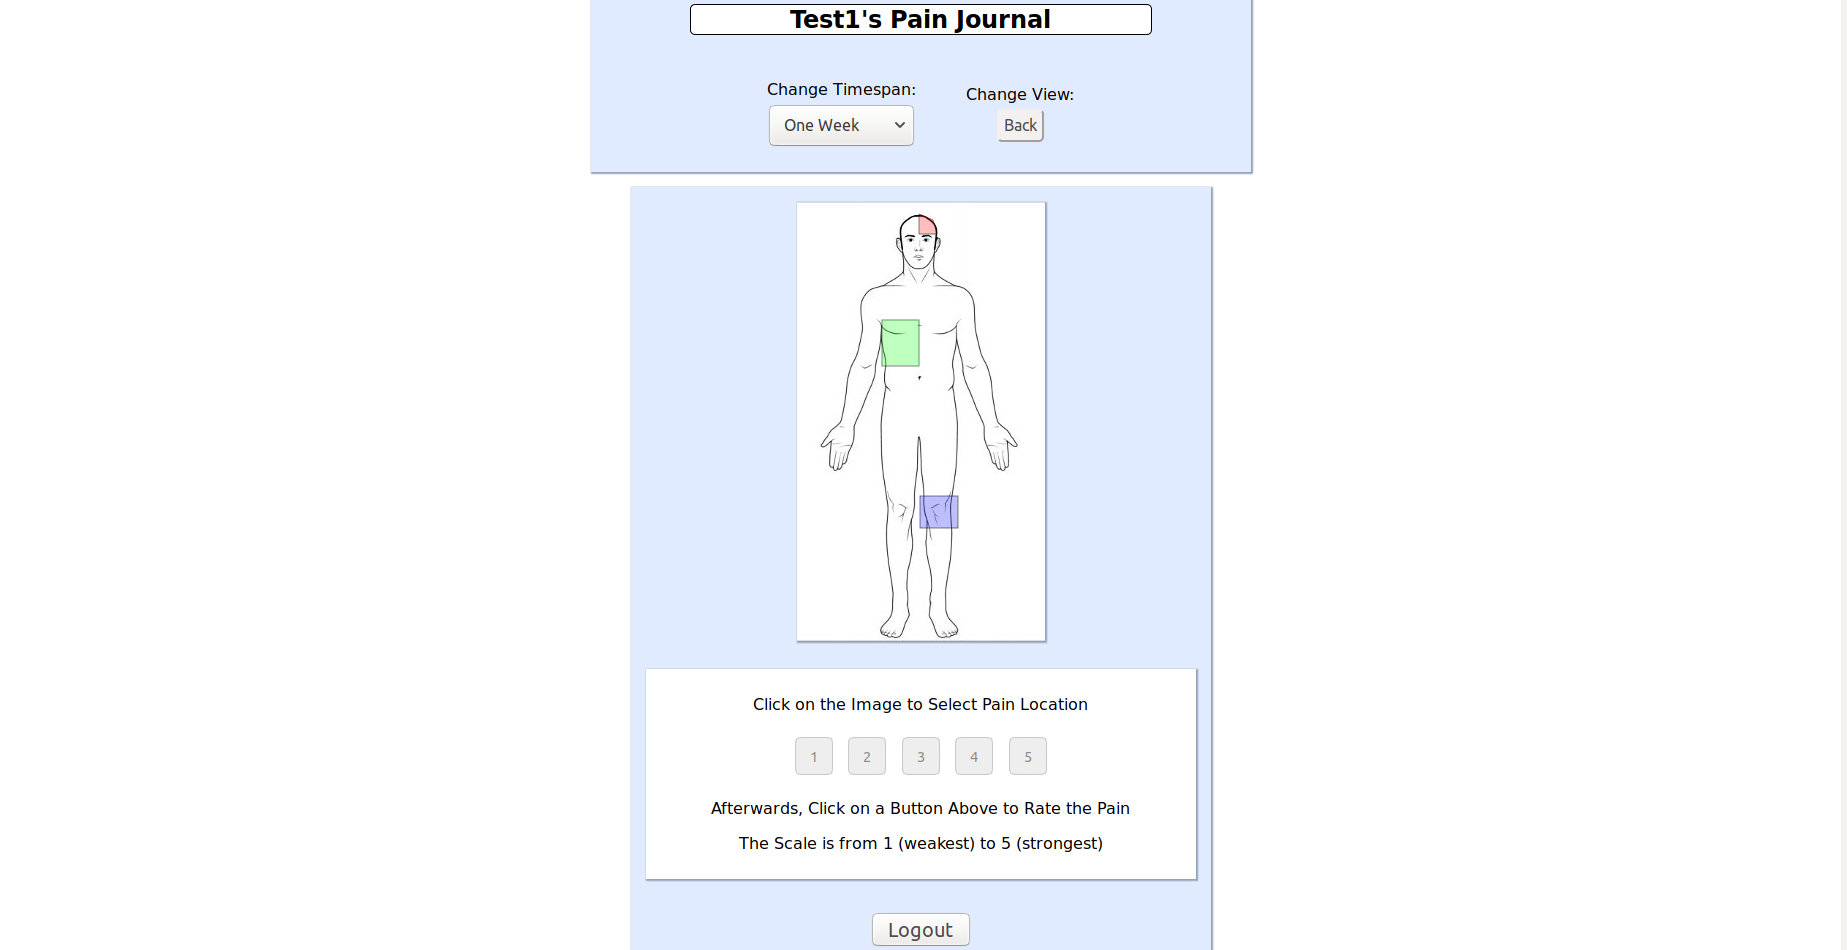 Test1's Pain Journal
Change Timespan:
Change View:
One Week
Back
Click on the Image to Select Pain Location
1 2 3 4 5
Afterwards, Click on a Button Above to Rate the Pain
The Scale is from 1 (weakest) to 5 (strongest)
Logout